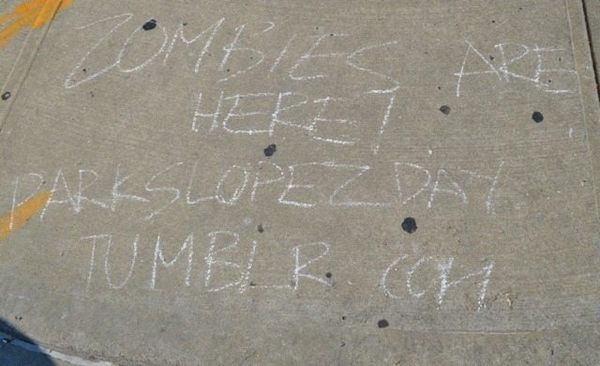 ZOMBIES ARE
HERE!
PARKSLOPEZDAY
TUMBLR COM